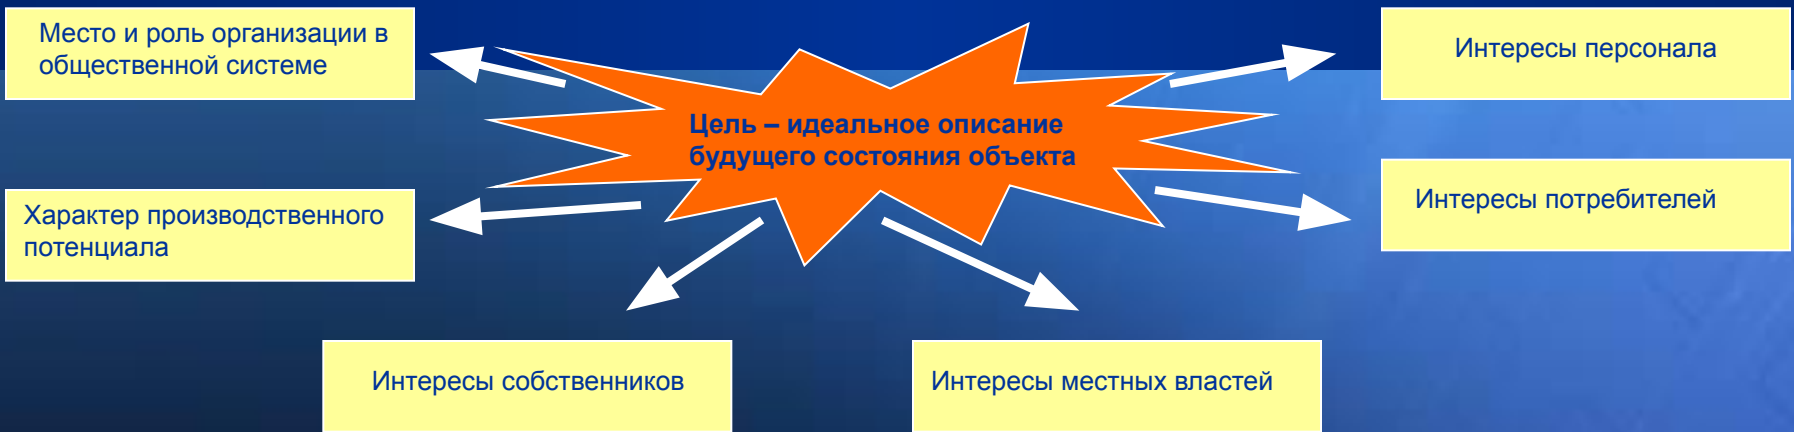 Место и роль организации в
общественной системе
Интересы персонала
Цель – идеальное описание
будущего состояния объекта
Характер производственного
потенциала
Интересы потребителей
Интересы собственников
Интересы местных властей